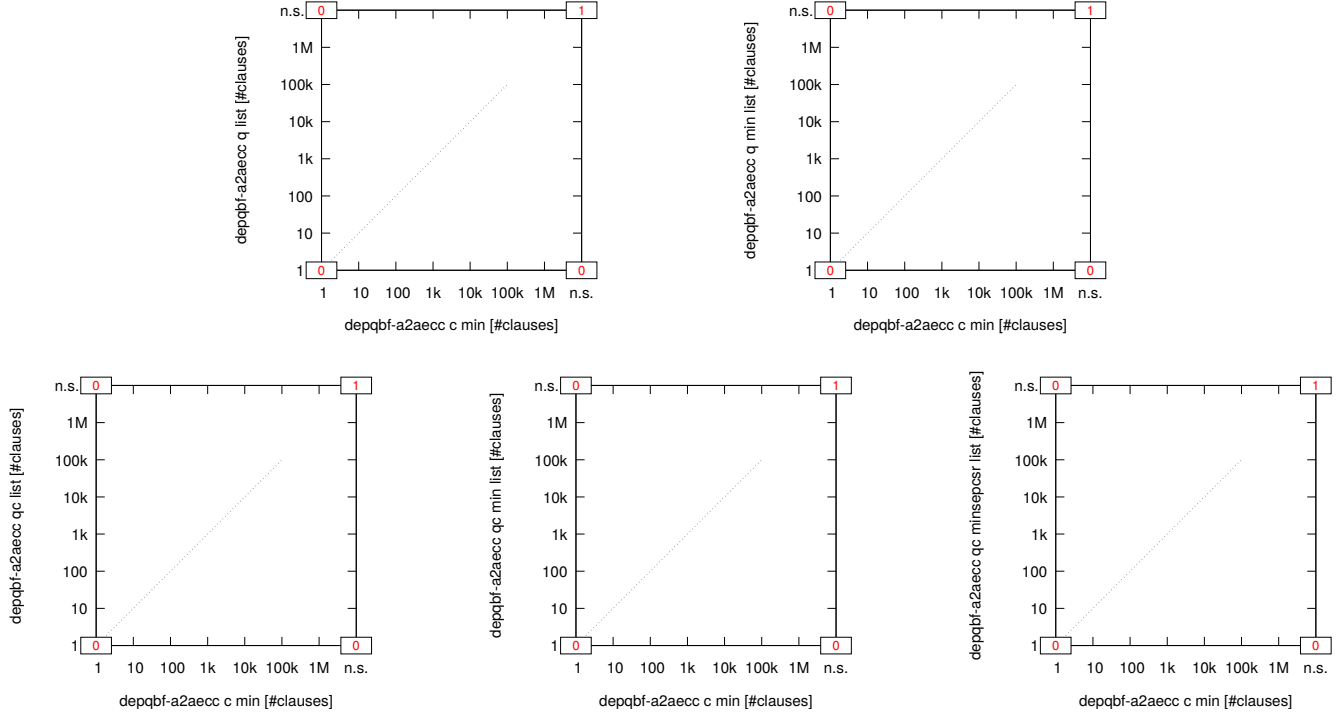 n.s. 0 1
1M
100k
10k
1k
100
10
1 0 0
1 10 100 1k 10k 100k 1M n.s.
depqbf-a2aecc c min [#clauses]
depqbf-a2aecc q list [#clauses]
n.s. 0 1
1M
100k
10k
1k
100
10
1 0 0
1 10 100 1k 10k 100k 1M n.s.
depqbf-a2aecc c min [#clauses]
depqbf-a2aecc q min list [#clauses]
n.s. 0 1
1M
100k
10k
1k
100
10
1 0 0
1 10 100 1k 10k 100k 1M n.s.
depqbf-a2aecc c min [#clauses]
depqbf-a2aecc qc list [#clauses]
n.s. 0 1
1M
100k
10k
1k
100
10
1 0 0
1 10 100 1k 10k 100k 1M n.s.
depqbf-a2aecc c min [#clauses]
depqbf-a2aecc qc min list [#clauses]
n.s. 0 1
1M
100k
10k
1k
100
10
1 0 0
1 10 100 1k 10k 100k 1M n.s.
depqbf-a2aecc c min [#clauses]
depqbf-a2aecc qc minsepcsr list [#clauses]